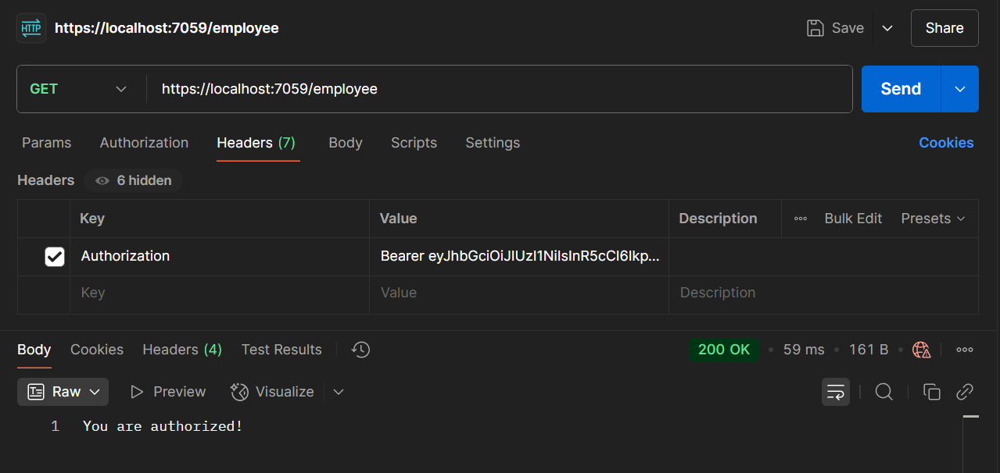 HTTP https://localhost:7059/employee Save Share
GET https://localhost:7059/employee Send
Params Authorization Headers (7) Body Scripts Settings Cookies
Headers 6 hidden
Key Value Description Bulk Edit Presets
Authorization Bearer eyJhbGciOiJIUzI1NiIsInR5cCI6Ikp...
Key Value Description
Body Cookies Headers (4) Test Results 200 OK 59 ms 161 B
Raw Preview Visualize
1 You are authorized!